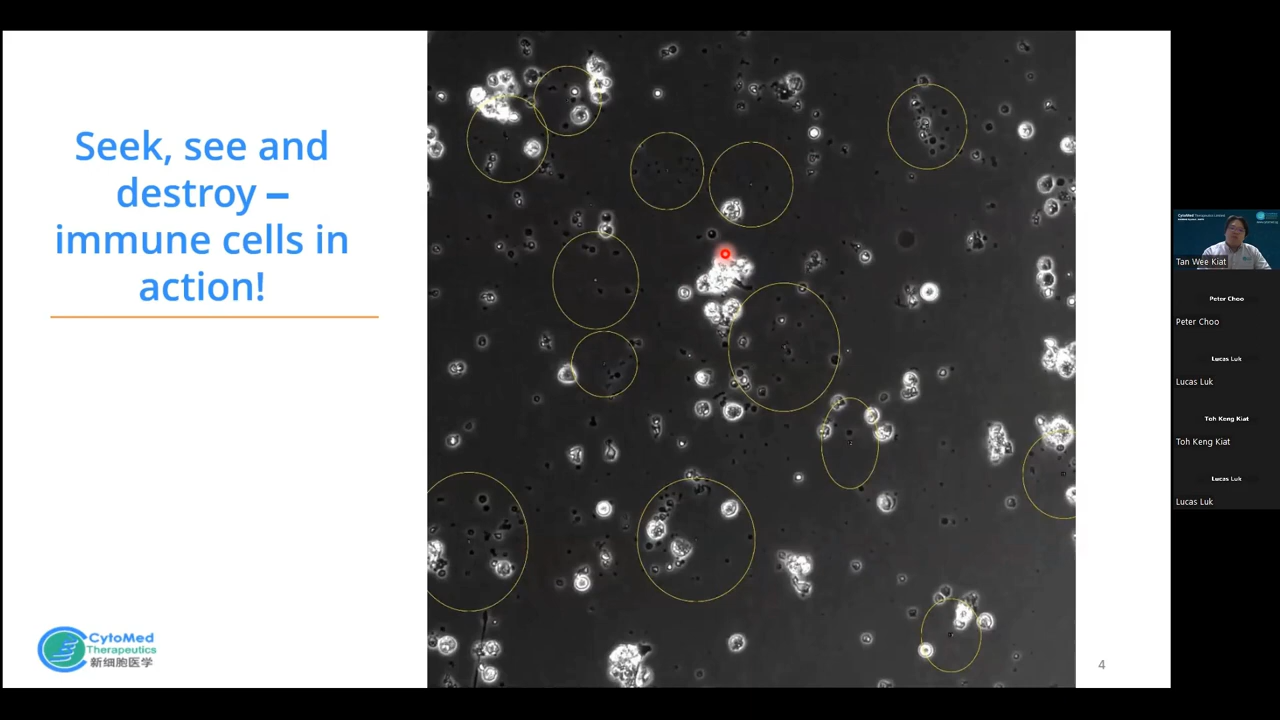 Seek, see and
destroy –
immune cells in
action!
CytoMed
Therapeutics
新细胞医学
4
Tan Wee Kiat
Peter Choo
Peter Choo
Lucas Luk
Lucas Luk
Toh Keng Kiat
Toh Keng Kiat
Lucas Luk
Lucas Luk